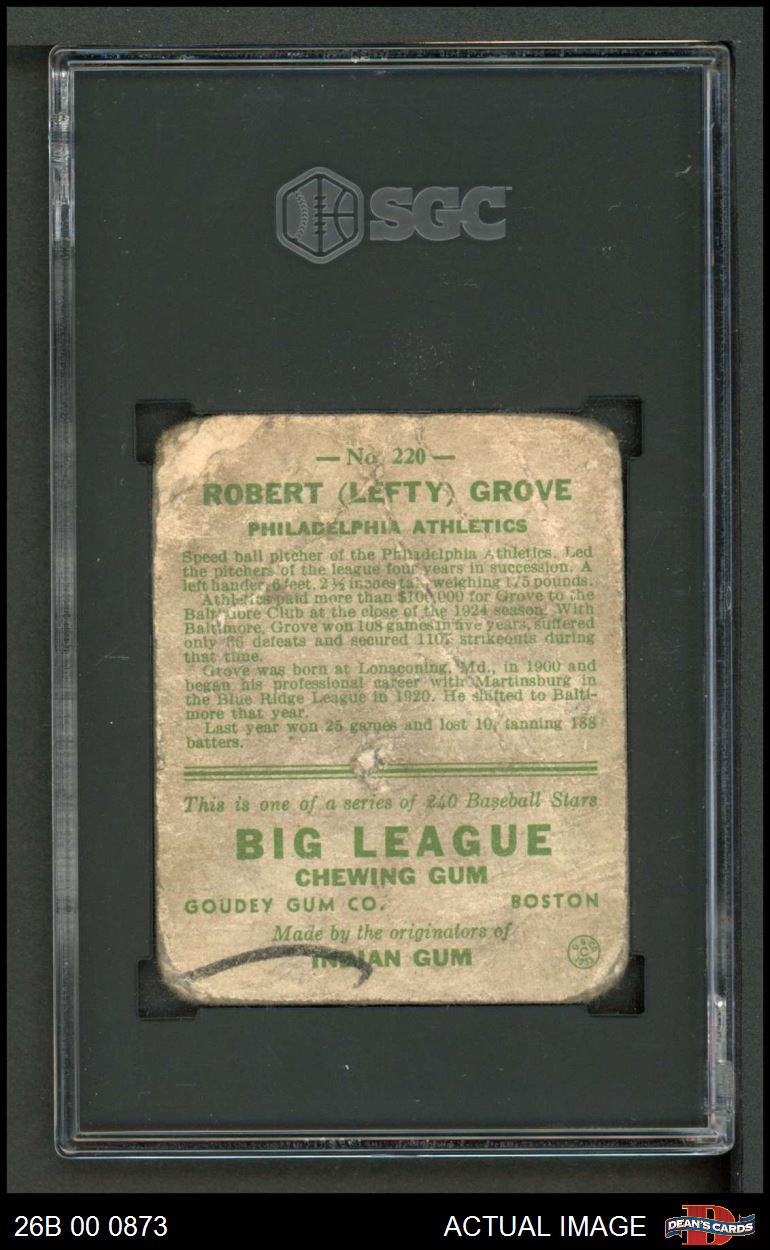 SGC
— No. 220 —
ROBERT (LEFTY) GROVE
PHILADELPHIA ATHLETICS
Speed ball pitcher of the Philadelphia Athletics. Led
the pitchers of the league four years in succession. A
left hander, 6 feet, 2½ inches tall, weighing 175 pounds.
Athletics paid more than $100,000 for Grove to the
Baltimore Club at the close of the 1924 season. With
Baltimore, Grove won 108 games in five years, suffered
only 36 defeats and secured 1107 strikeouts during
that time.
Grove was born at Lonaconing, Md., in 1900 and
began his professional career with Martinsburg in
the Blue Ridge League in 1920. He shifted to Balti-
more that year.
Last year won 25 games and lost 10, fanning 188
batters.
This is one of a series of 240 Baseball Stars
BIG LEAGUE
CHEWING GUM
GOUDEY GUM CO. BOSTON
Made by the originators of
INDIAN GUM
26B 00 0873 ACTUAL IMAGE DEAN'S CARDS